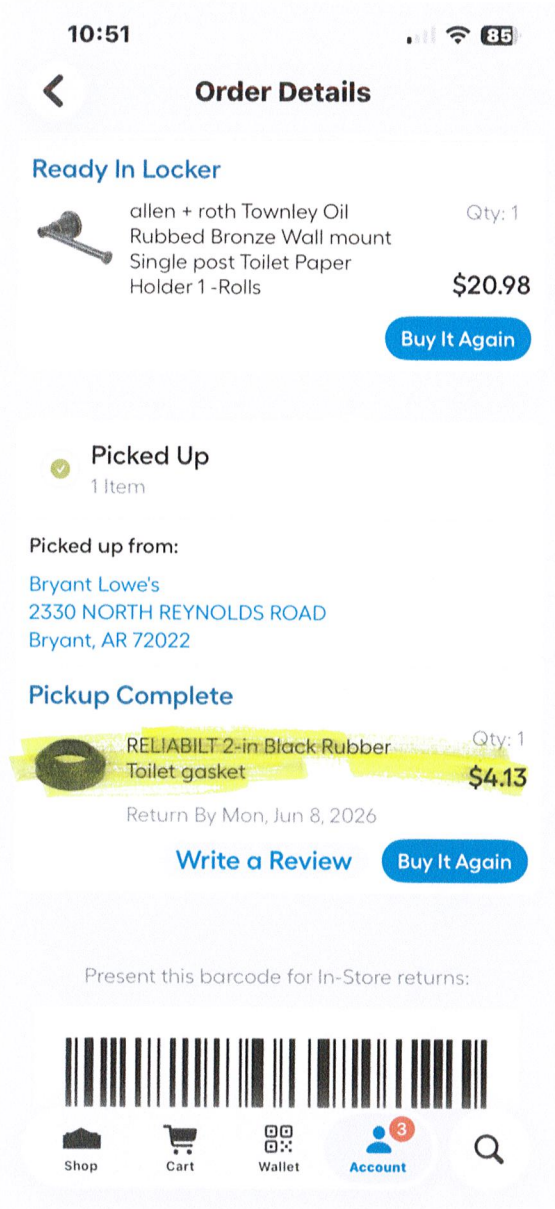 10:51
85
Order Details
Ready In Locker
allen + roth Townley Oil
Rubbed Bronze Wall mount
Single post Toilet Paper
Holder 1 -Rolls
Qty: 1
$20.98
Buy It Again
Picked Up
1 Item
Picked up from:
Bryant Lowe's
2330 NORTH REYNOLDS ROAD
Bryant, AR 72022
Pickup Complete
RELIABILT 2-in Black Rubber
Toilet gasket
Qty: 1
$4.13
Return By Mon, Jun 8, 2026
Write a Review
Buy It Again
Present this barcode for In-Store returns:
3
Shop
Cart
Wallet
Account